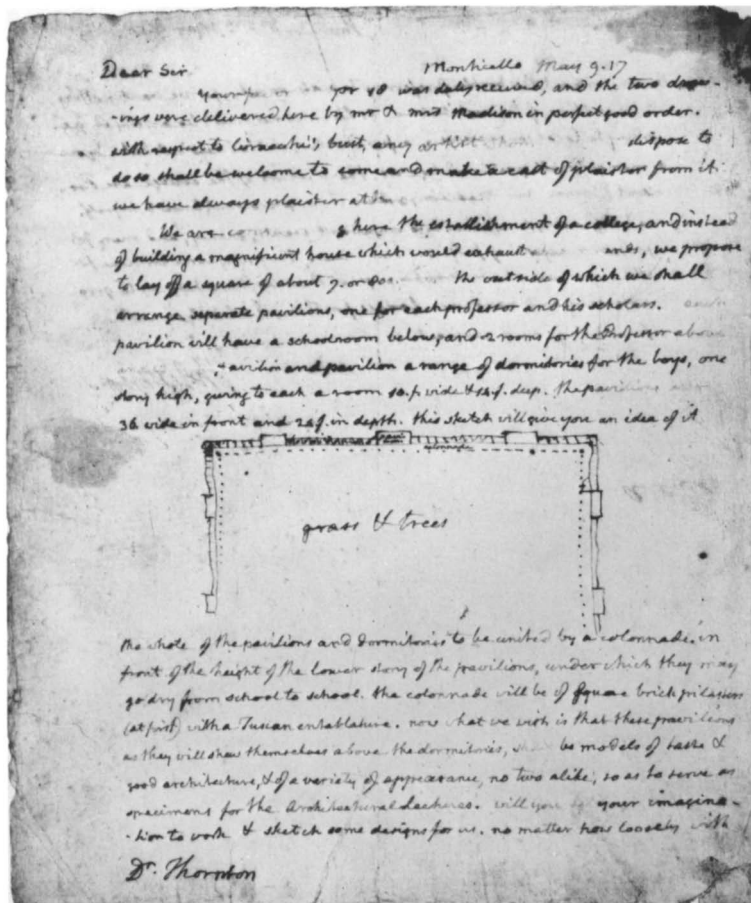 Dear Sir Monticello May 9. 17
Your was duly received, and the two draw-
-ings were delivered here by mr & mrs Madison in perfect good order.
with respect to Ciracchi's bust, any artist dispose to
do so shall be welcome to come and make a cast of plaister from it.
we have always plaister at
We are here the establishment of a college, and instead
of building a magnificent house which would exhaust , we propose
to lay off a square of about 7. or 800. the outside of which we shall
arrange separate pavilions, one for each professor and his scholars. each
pavilion will have a schoolroom below, and 2 rooms for the Professor above
pavilion and pavilion a range of dormitories for the boys, one
story high, giving to each a room 10. f. wide & 14. f. deep. the pavilions
36 wide in front and 24 f. in depth. this sketch will give you an idea of it
colonnade
grass & trees
the whole of the pavilions and dormitories to be united by a colonnade in
front of the height of the lower story of the pavilions, under which they may
go dry from school to school. the colonnade will be of square brick pilasters
(at first) with a Tuscan entablature. now what we wish is that these pavilions
as they will shew themselves above the dormitories, be models of taste &
good architecture, & of a variety of appearance, no two alike, so as to serve as
specimens for the Architectural Lectures. will you your imagina-
-tion to work & sketch some designs for us. no matter how loosely with
Dr. Thornton